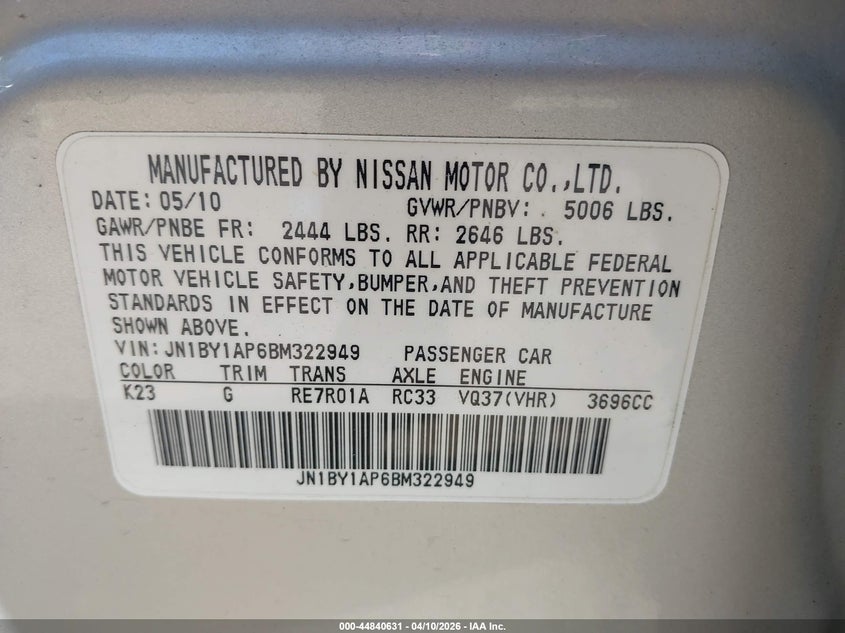 MANUFACTURED BY NISSAN MOTOR CO.,LTD.
DATE: 05/10 GVWR/PNBV: 5006 LBS.
GAWR/PNBE FR: 2444 LBS. RR: 2646 LBS.
THIS VEHICLE CONFORMS TO ALL APPLICABLE FEDERAL
MOTOR VEHICLE SAFETY,BUMPER,AND THEFT PREVENTION
STANDARDS IN EFFECT ON THE DATE OF MANUFACTURE
SHOWN ABOVE.
VIN:JN1BY1AP6BM322949 PASSENGER CAR
COLOR TRIM TRANS AXLE ENGINE
K23 G RE7R01A RC33 VQ37(VHR) 3696CC
JN1BY1AP6BM322949
000-44840631 - 04/10/2026 - IAA Inc.